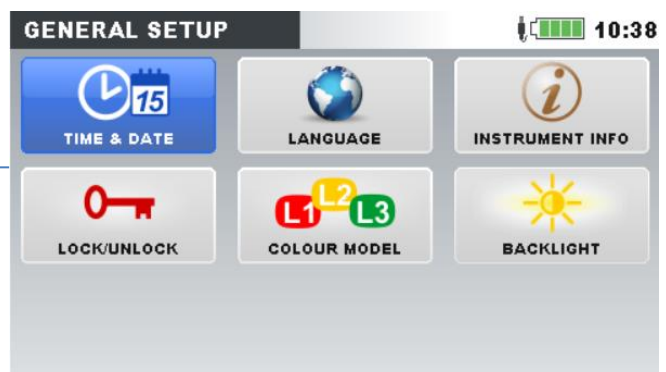 GENERAL SETUP 10:38
15
TIME & DATE LANGUAGE INSTRUMENT INFO
L1 L2 L3
LOCK/UNLOCK COLOUR MODEL BACKLIGHT